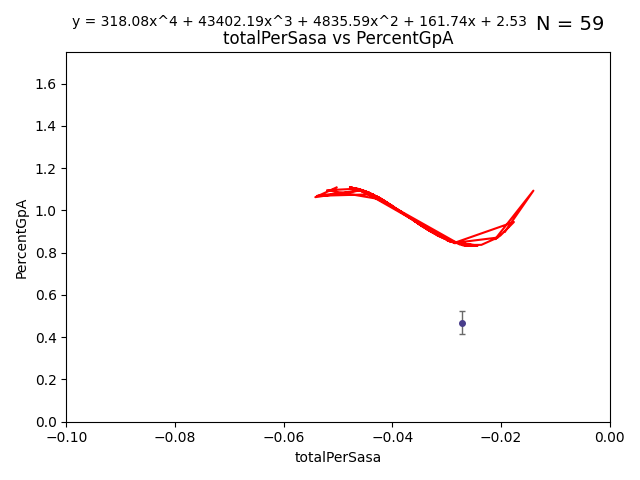 y = 318.08x^4 + 43402.19x^3 + 4835.59x^2 + 161.74x + 2.53 N = 59
totalPerSasa vs PercentGpA
1.6
1.4
1.2
1.0
0.8
0.6
0.4
0.2
0.0
PercentGpA
−0.10 −0.08 −0.06 −0.04 −0.02 0.00
totalPerSasa